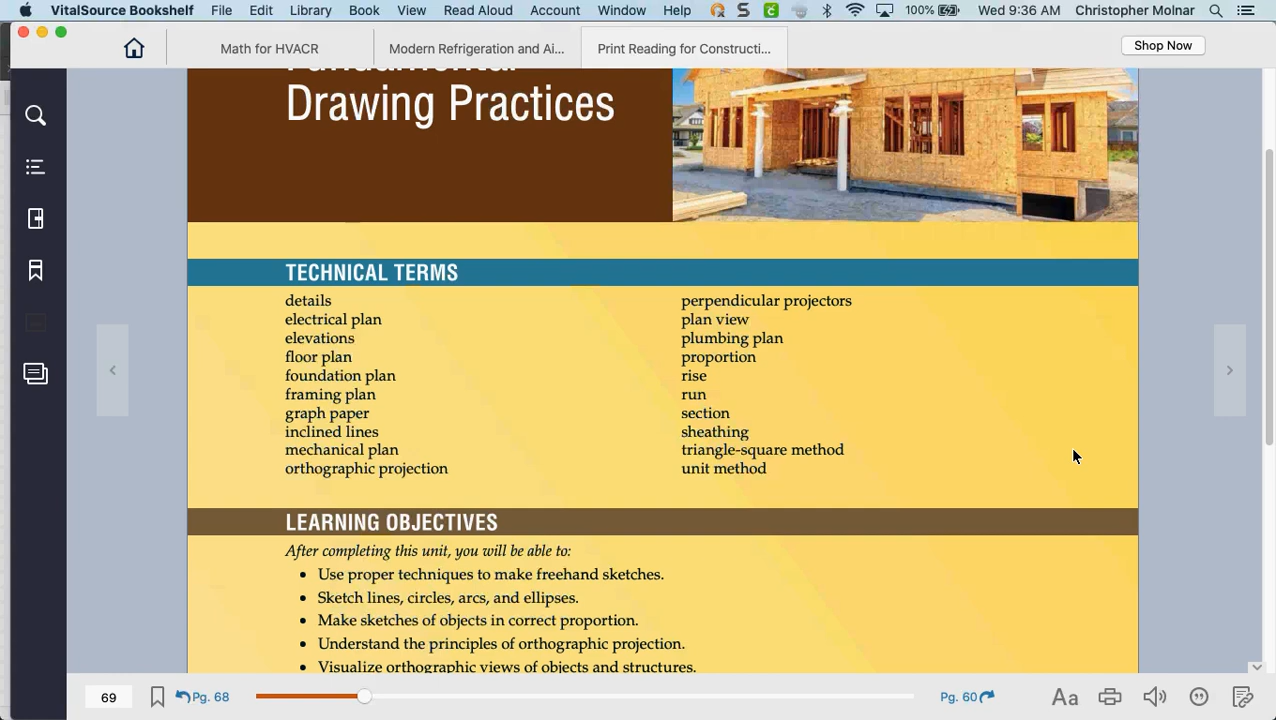 VitalSource Bookshelf File Edit Library Book View Read Aloud Account Window Help 100% Wed 9:36 AM Christopher Molnar
Math for HVACR Modern Refrigeration and Ai... Print Reading for Constructi... Shop Now
Fundamental
Drawing Practices
TECHNICAL TERMS
details
electrical plan
elevations
floor plan
foundation plan
framing plan
graph paper
inclined lines
mechanical plan
orthographic projection
perpendicular projectors
plan view
plumbing plan
proportion
rise
run
section
sheathing
triangle-square method
unit method
LEARNING OBJECTIVES
After completing this unit, you will be able to:
• Use proper techniques to make freehand sketches.
• Sketch lines, circles, arcs, and ellipses.
• Make sketches of objects in correct proportion.
• Understand the principles of orthographic projection.
• Visualize orthographic views of objects and structures.
69 Pg. 68 Pg. 60 Aa